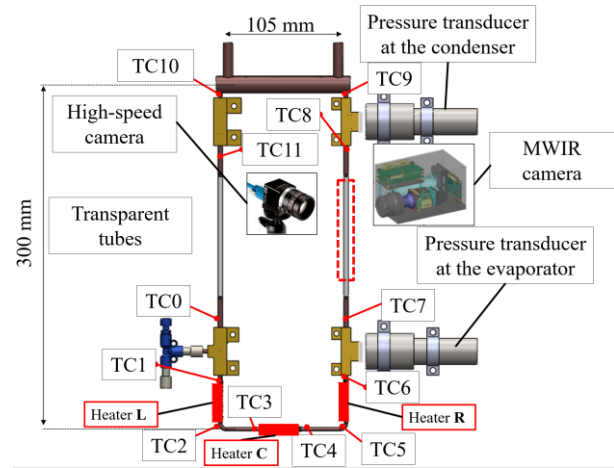 105 mm
Pressure transducer
at the condenser
TC10
TC9
High-speed
camera
TC8
TC11
MWIR
camera
300 mm
Transparent
tubes
Pressure transducer
at the evaporator
TC0
TC7
TC1
TC6
Heater L
TC3
Heater R
TC2
Heater C
TC4
TC5